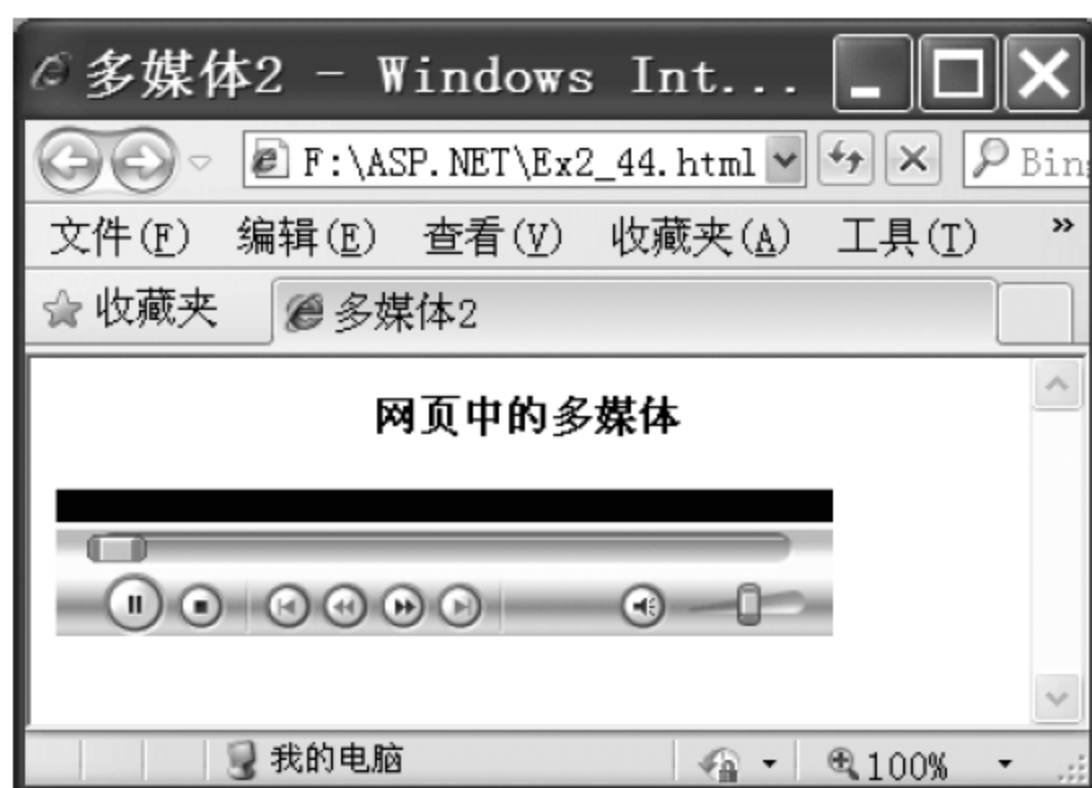 多媒体2 - Windows Int...
F:\ASP.NET\Ex2_44.html Bing
文件(F) 编辑(E) 查看(V) 收藏夹(A) 工具(T) »
收藏夹 多媒体2
网页中的多媒体
我的电脑 100%